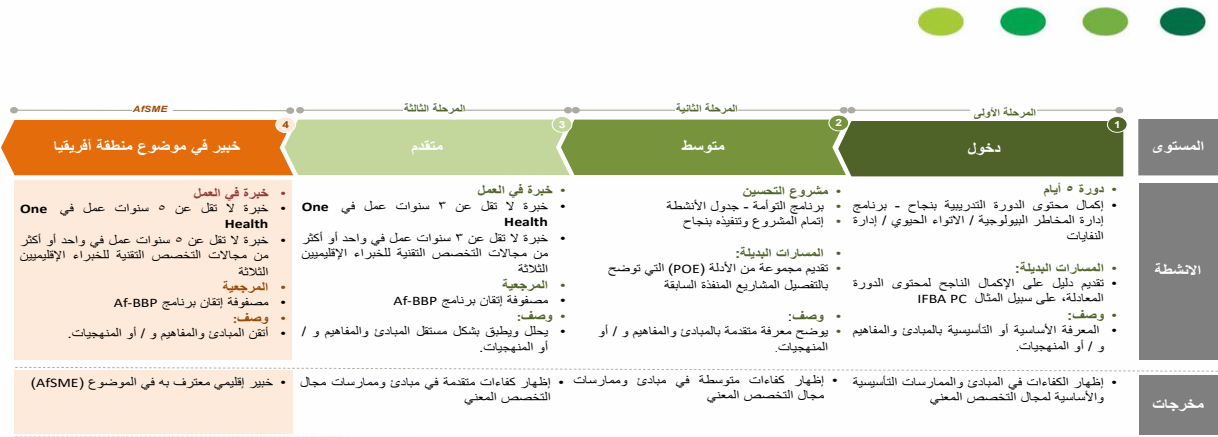 المرحلة الأولى
المرحلة الثانية
المرحلة الثالثة
AfSME
المستوى
1
دخول
2
متوسط
3
متقدم
4
خبير في موضوع منطقة أفريقيا
الانشطة
• دورة ٥ أيام
• إكمال محتوى الدورة التدريبية بنجاح - برنامج
إدارة المخاطر البيولوجية / الاتواء الحيوي / إدارة
النفايات
• المسارات البديلة:
• تقديم دليل على الإكمال الناجح لمحتوى الدورة
المعادلة، على سبيل المثال IFBA PC
• وصف:
• المعرفة الأساسية أو التأسيسية بالمبادئ والمفاهيم
و / أو المنهجيات.
• مشروع التحسين
• برنامج التوأمة - جدول الأنشطة
• إتمام المشروع وتنفيذه بنجاح
• المسارات البديلة:
• تقديم مجموعة من الأدلة (POE) التي توضح
بالتفصيل المشاريع المنفذة السابقة
• وصف:
• يوضح معرفة متقدمة بالمبادئ والمفاهيم و / أو
المنهجيات.
• خبرة في العمل
• خبرة لا تقل عن ٣ سنوات عمل في One
Health
• خبرة لا تقل عن ٣ سنوات عمل في واحد أو أكثر
من مجالات التخصص التقنية للخبراء الإقليميين
الثلاثة
• المرجعية
• مصفوفة إتقان برنامج Af-BBP
• وصف:
• يحلل ويطبق بشكل مستقل المبادئ والمفاهيم و /
أو المنهجيات.
• خبرة في العمل
• خبرة لا تقل عن ٥ سنوات عمل في One
Health
• خبرة لا تقل عن ٥ سنوات عمل في واحد أو أكثر
من مجالات التخصص التقنية للخبراء الإقليميين
الثلاثة
• المرجعية
• مصفوفة إتقان برنامج Af-BBP
• وصف:
• أتقن المبادئ والمفاهيم و / أو المنهجيات.
مخرجات
• إظهار الكفاءات في المبادئ والممارسات التأسيسية
والأساسية لمجال التخصص المعني
• إظهار كفاءات متوسطة في مبادئ وممارسات
مجال التخصص المعني
• إظهار كفاءات متقدمة في مبادئ وممارسات مجال
التخصص المعني
• خبير إقليمي معترف به في الموضوع (AfSME)